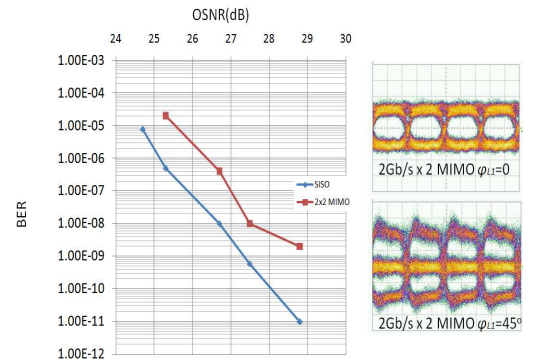 OSNR(dB)
24 25 26 27 28 29 30
1.00E-03
1.00E-04
1.00E-05
1.00E-06
1.00E-07
1.00E-08
1.00E-09
1.00E-10
1.00E-11
1.00E-12
BER
SISO
2x2 MIMO
2Gb/s x 2 MIMO φL1=0
2Gb/s x 2 MIMO φL1=45°